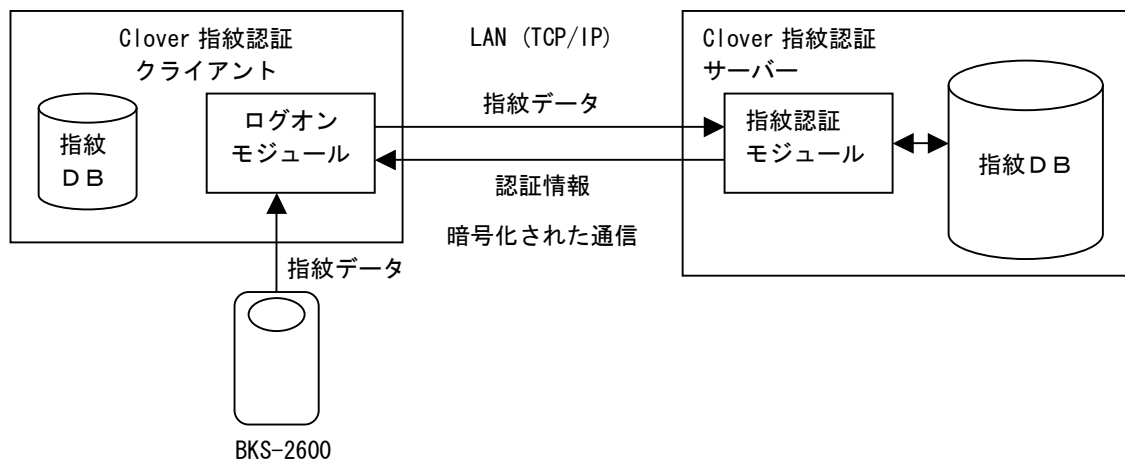 Clover 指紋認証
クライアント
指紋
ＤＢ
ログオン
モジュール
LAN (TCP/IP)
指紋データ
認証情報
暗号化された通信
Clover 指紋認証
サーバー
指紋認証
モジュール
指紋ＤＢ
指紋データ
BKS-2600